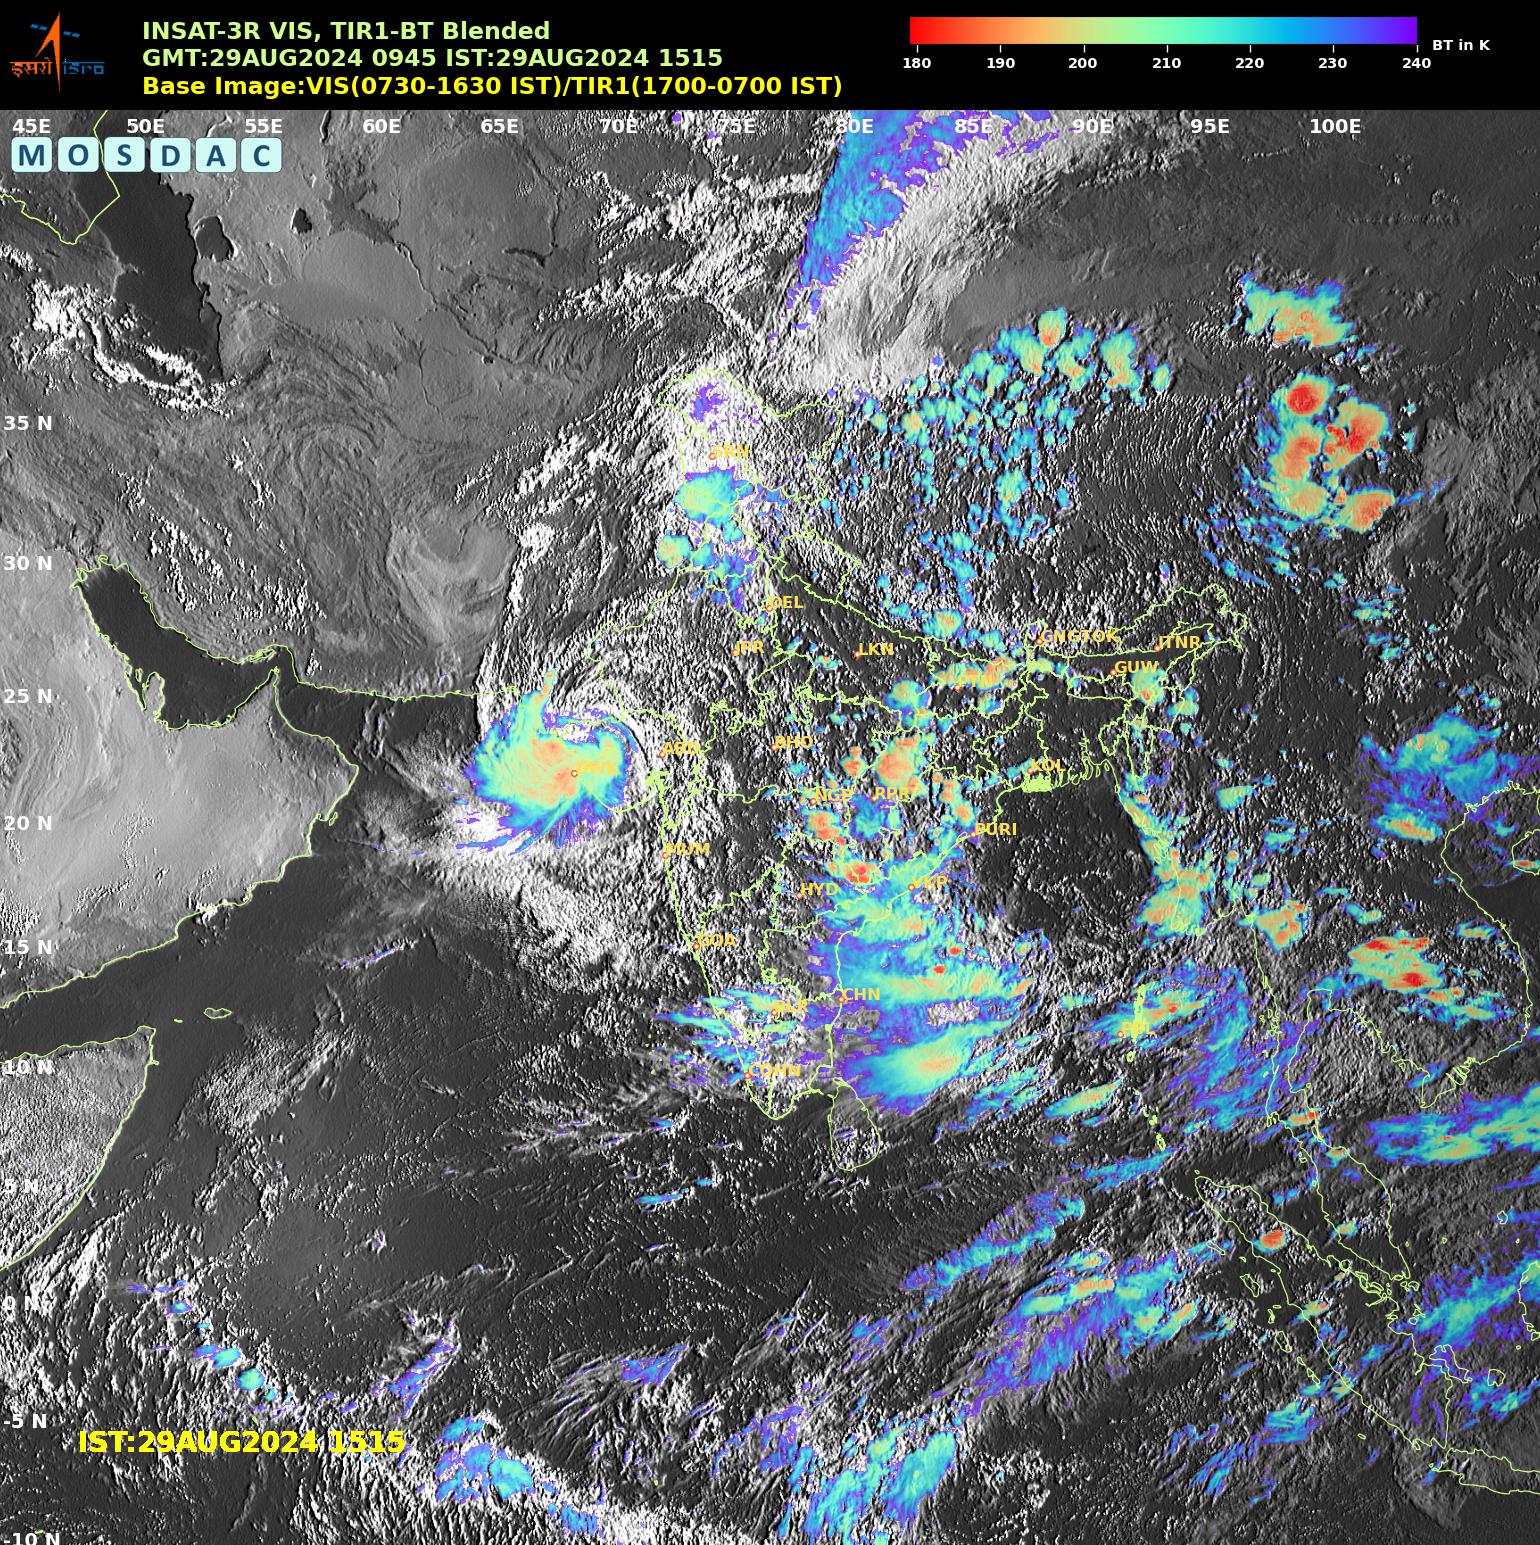 INSAT-3R VIS, TIR1-BT Blended
GMT:29AUG2024 0945 IST:29AUG2024 1515
Base Image:VIS(0730-1630 IST)/TIR1(1700-0700 IST)
इसरो isro
BT in K
180 190 200 210 220 230 240
45E 50E 55E 60E 65E 70E 75E 80E 85E 90E 95E 100E
M O S D A C
35 N
SRN
30 N
DEL
GNGTOK
ITNR
JPR
LKN
GUW
PTN
25 N
ABD
BHO
DWK
KOL
NGP
RPR
20 N
PURI
MUM
HYD
VKP
15 N
GOA
CHN
BLR
PBL
10 N
COHN
5 N
0 N
-5 N
IST:29AUG2024 1515
-10 N